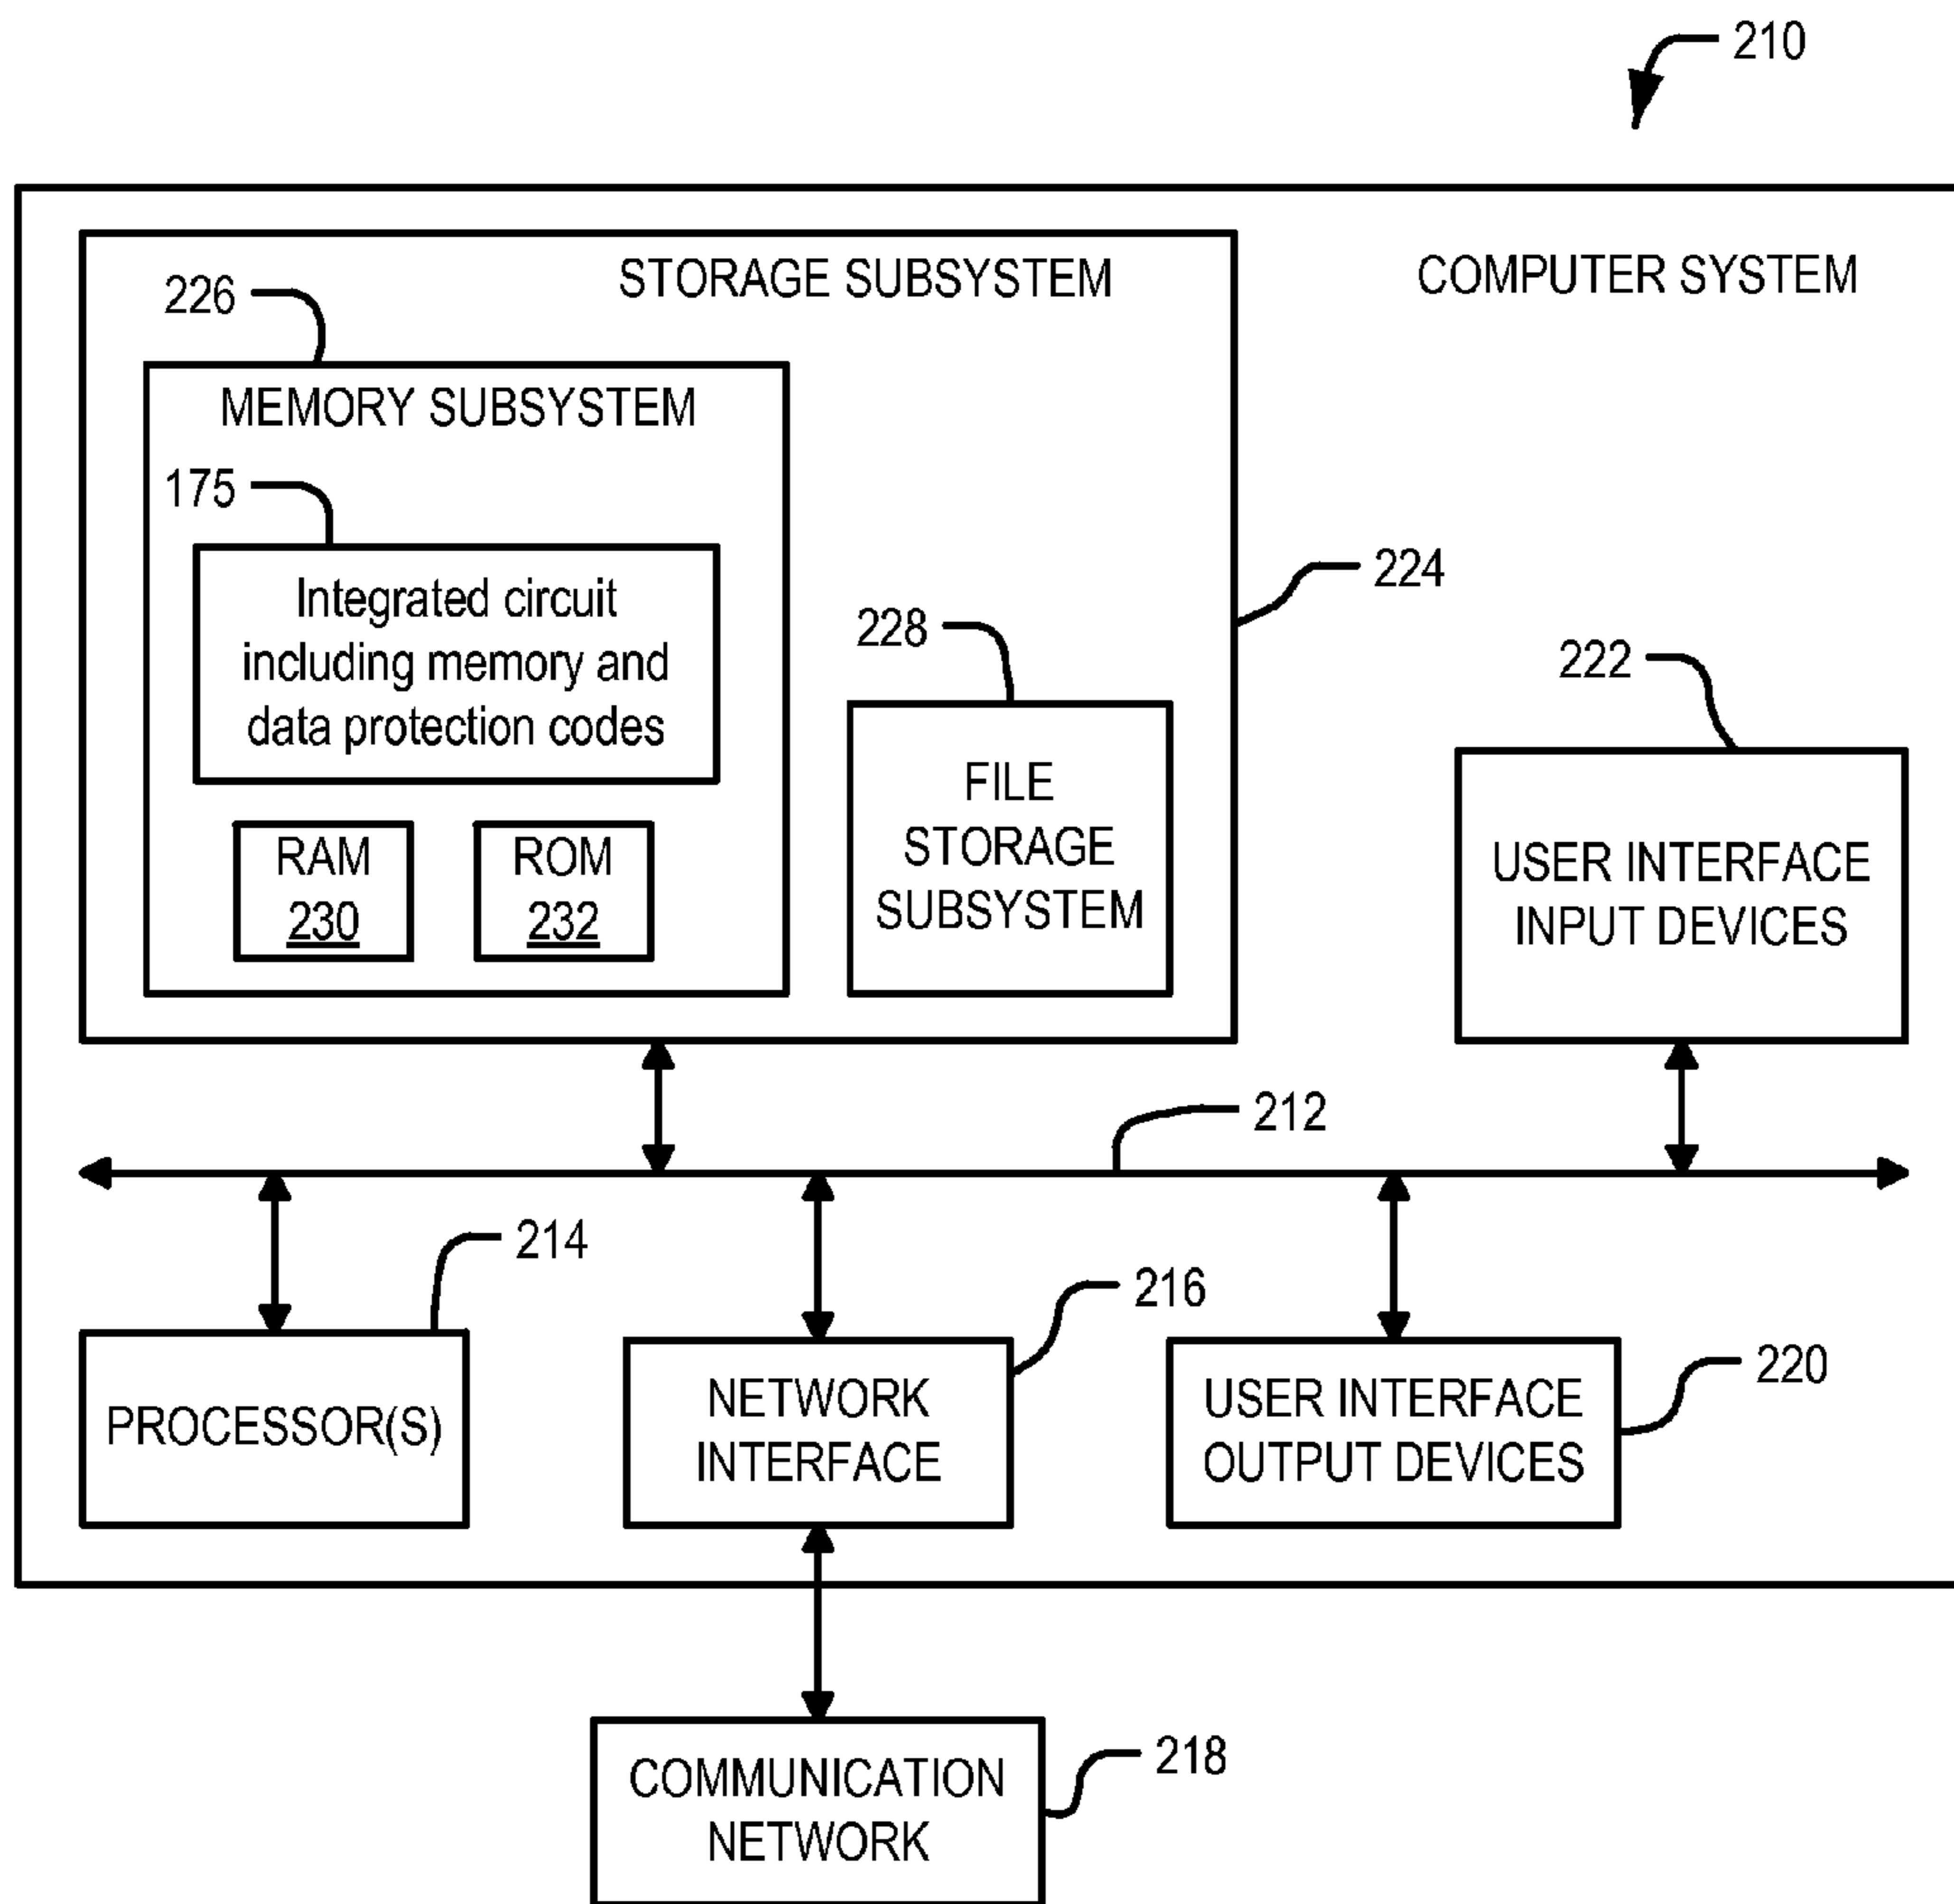 210
STORAGE SUBSYSTEM
COMPUTER SYSTEM
226
MEMORY SUBSYSTEM
175
Integrated circuit
including memory and
data protection codes
RAM
230
ROM
232
228
FILE
STORAGE
SUBSYSTEM
224
222
USER INTERFACE
INPUT DEVICES
212
214
PROCESSOR(S)
216
NETWORK
INTERFACE
220
USER INTERFACE
OUTPUT DEVICES
218
COMMUNICATION
NETWORK